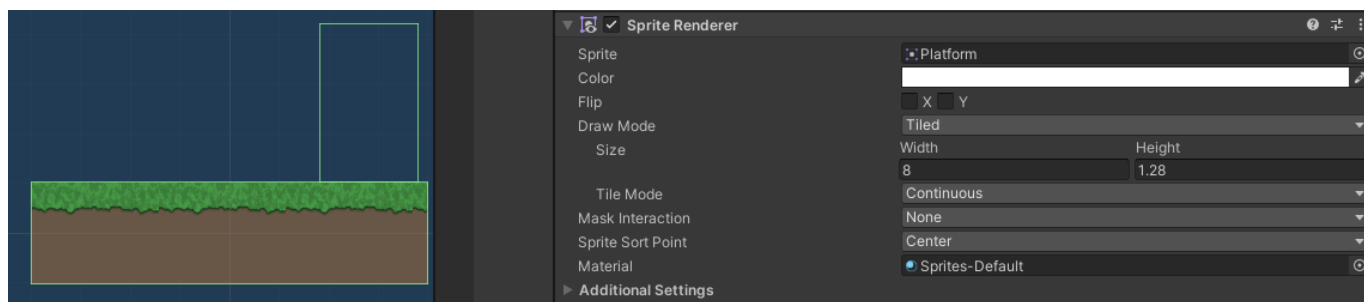 Sprite Renderer
Sprite Platform
Color
Flip X Y
Draw Mode Tiled
Size Width Height
8 1.28
Tile Mode Continuous
Mask Interaction None
Sprite Sort Point Center
Material Sprites-Default
Additional Settings